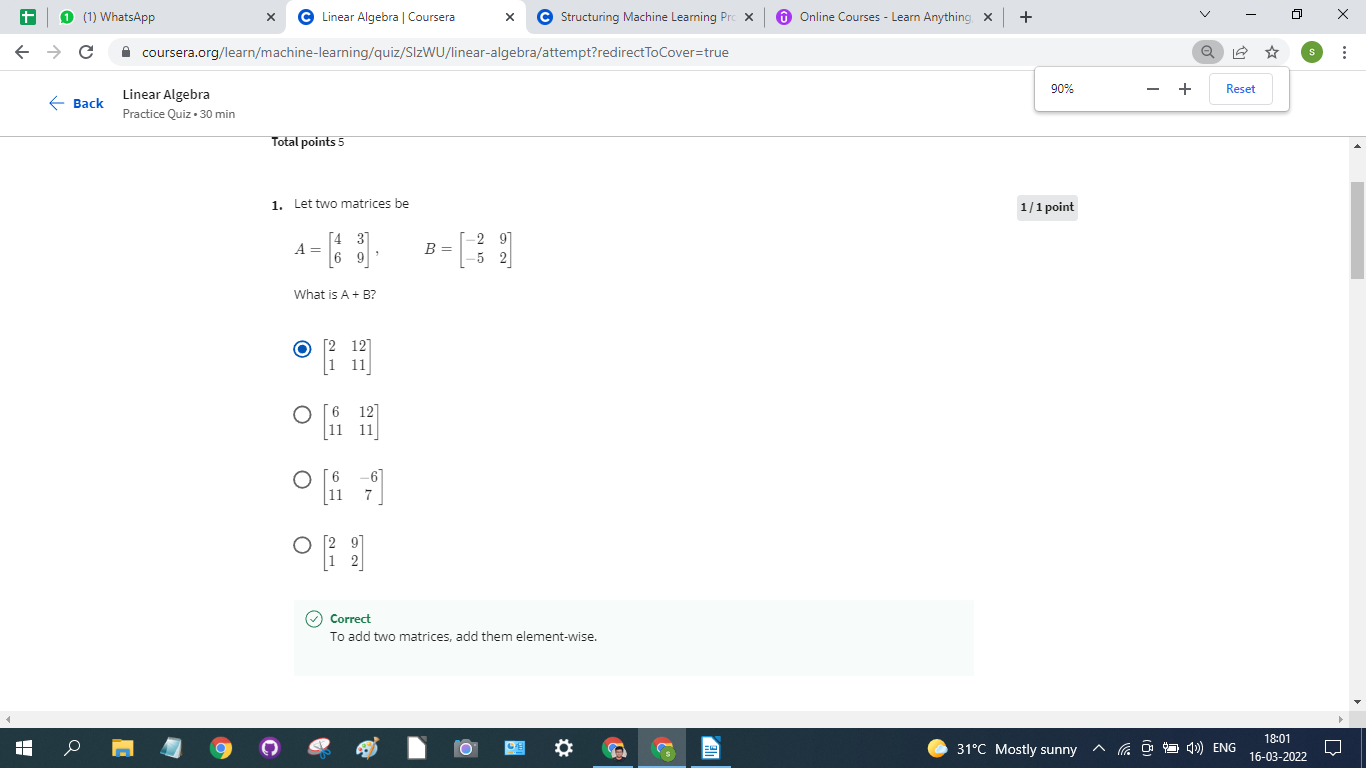 (1) WhatsApp
Linear Algebra | Coursera
Structuring Machine Learning Pr
Online Courses - Learn Anything,
coursera.org/learn/machine-learning/quiz/SIzWU/linear-algebra/attempt?redirectToCover=true
S
90%
Reset
Back
Linear Algebra
Practice Quiz • 30 min
Total points 5
1. Let two matrices be
1 / 1 point
A = [4 3
6 9], B = [−2 9
−5 2]
What is A + B?
[2 12
1 11]
[6 12
11 11]
[6 −6
11 7]
[2 9
1 2]
Correct
To add two matrices, add them element-wise.
31°C Mostly sunny
ENG
18:01
16-03-2022